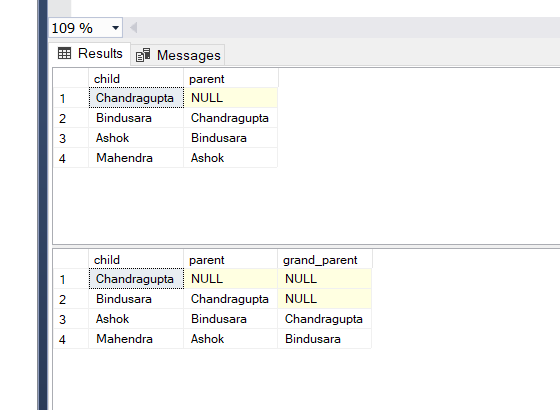 109 %
Results Messages
child parent
1 Chandragupta NULL
2 Bindusara Chandragupta
3 Ashok Bindusara
4 Mahendra Ashok
child parent grand_parent
1 Chandragupta NULL NULL
2 Bindusara Chandragupta NULL
3 Ashok Bindusara Chandragupta
4 Mahendra Ashok Bindusara